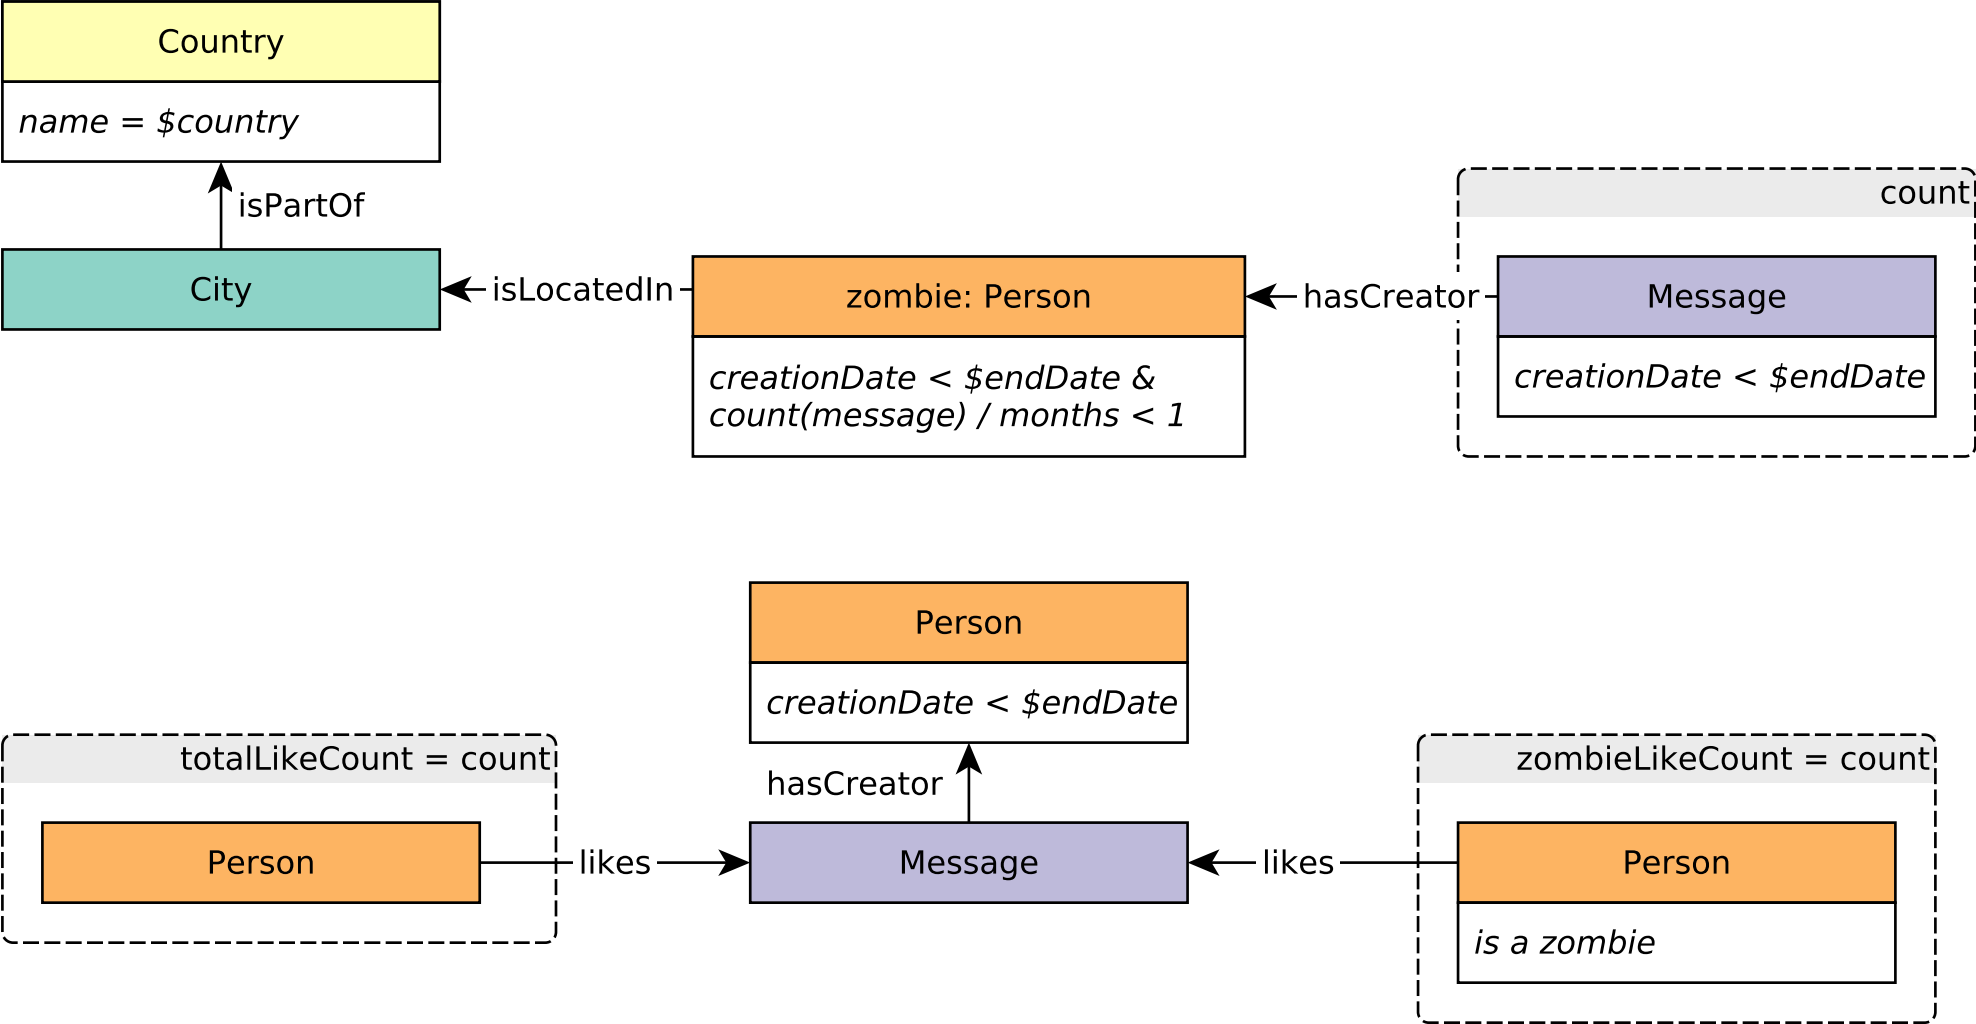 Country
name = $country
isPartOf
count
City
isLocatedIn
zombie: Person
hasCreator
Message
creationDate < $endDate &
count(message) / months < 1
creationDate < $endDate
Person
creationDate < $endDate
totalLikeCount = count
hasCreator
zombieLikeCount = count
Person
likes
Message
likes
Person
is a zombie